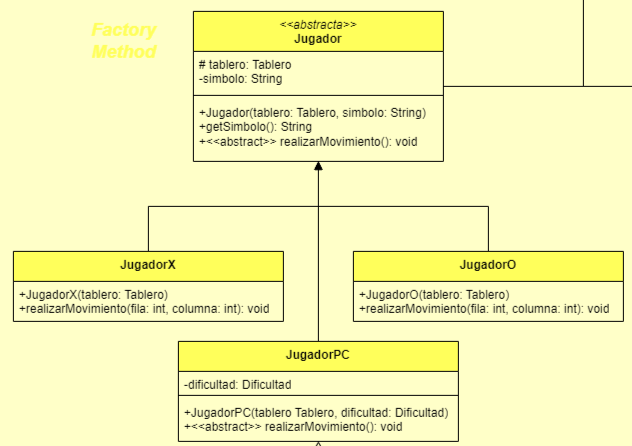 Factory
Method
<<abstracta>>
Jugador
# tablero: Tablero
-simbolo: String
+Jugador(tablero: Tablero, simbolo: String)
+getSimbolo(): String
+<<abstract>> realizarMovimiento(): void
JugadorX
+JugadorX(tablero: Tablero)
+realizarMovimiento(fila: int, columna: int): void
JugadorO
+JugadorO(tablero: Tablero)
+realizarMovimiento(fila: int, columna: int): void
JugadorPC
-dificultad: Dificultad
+JugadorPC(tablero Tablero, dificultad: Dificultad)
+<<abstract>> realizarMovimiento(): void